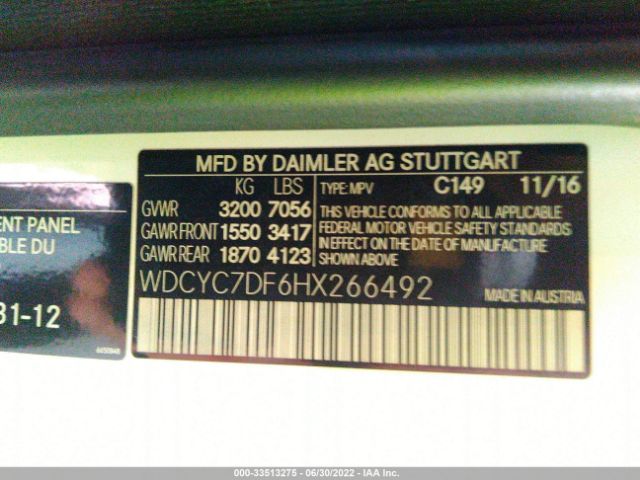 MFD BY DAIMLER AG STUTTGART
KG LBS
GVWR 3200 7056
GAWR FRONT 1550 3417
GAWR REAR 1870 4123
TYPE: MPV C149 11/16
THIS VEHICLE CONFORMS TO ALL APPLICABLE
FEDERAL MOTOR VEHICLE SAFETY STANDARDS
IN EFFECT ON THE DATE OF MANUFACTURE
SHOWN ABOVE
WDCYC7DF6HX266492
MADE IN AUSTRIA
ENT PANEL
BLE DU
31-12
000-33513275 - 06/30/2022 - IAA Inc.